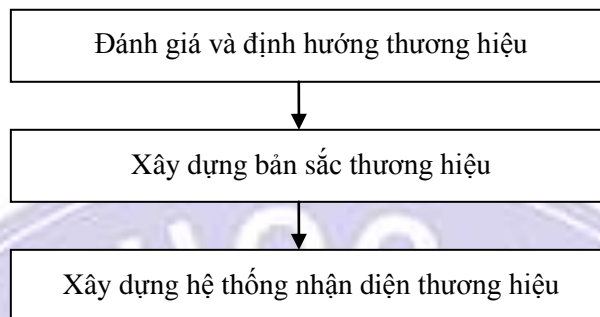 Đánh giá và định hướng thương hiệu
Xây dựng bản sắc thương hiệu
Xây dựng hệ thống nhận diện thương hiệu